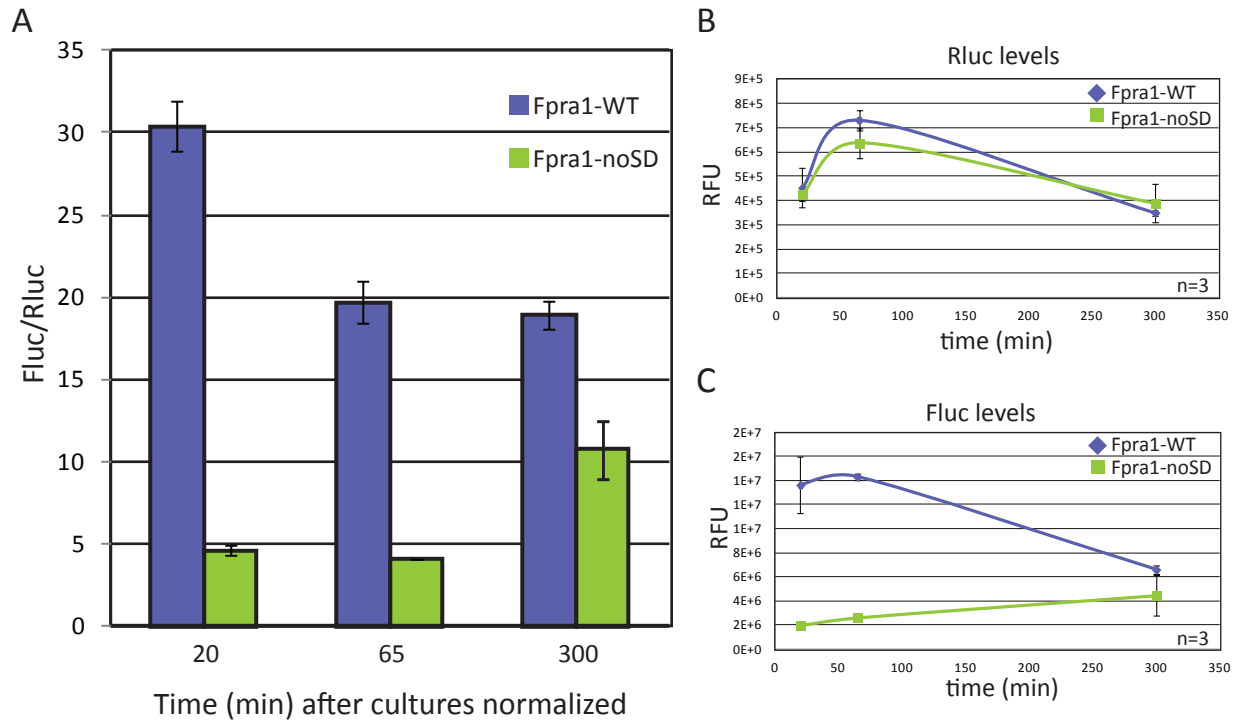 A
Fluc/Rluc
35
30
25
20
15
10
5
0
Fpra1-WT
Fpra1-noSD
20 65 300
Time (min) after cultures normalized
B
Rluc levels
RFU
9E+5
8E+5
7E+5
6E+5
5E+5
4E+5
3E+5
2E+5
1E+5
0E+0
Fpra1-WT
Fpra1-noSD
n=3
0 50 100 150 200 250 300 350
time (min)
C
Fluc levels
RFU
2E+7
2E+7
1E+7
1E+7
1E+7
8E+6
6E+6
4E+6
2E+6
0E+0
Fpra1-WT
Fpra1-noSD
n=3
0 50 100 150 200 250 300 350
time (min)